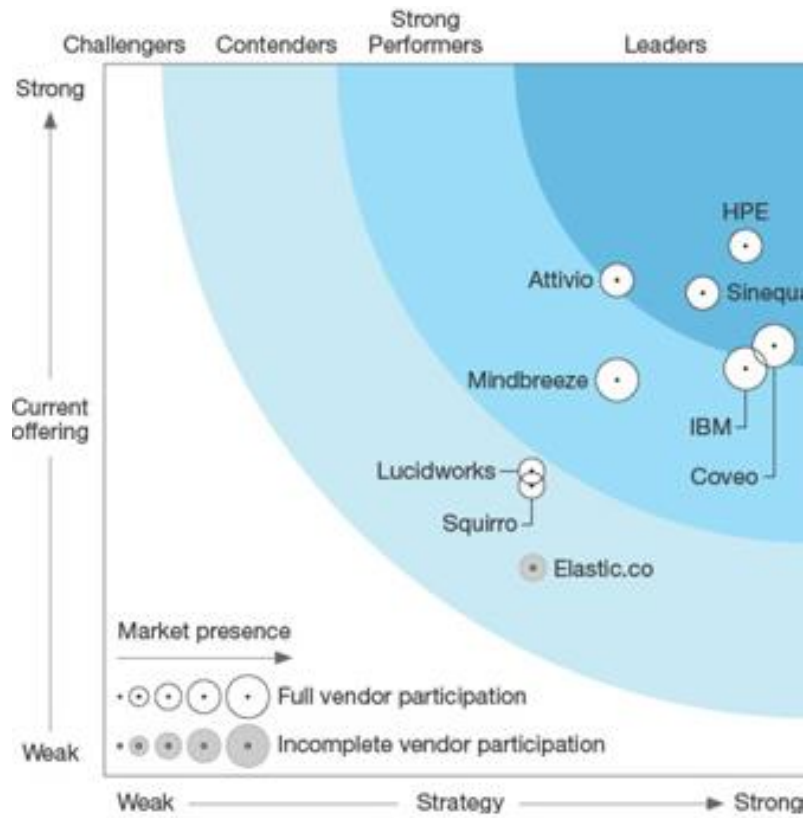 Strong
Challengers Contenders Performers Leaders
Strong
HPE
Attivio
Sinequa
Mindbreeze
Current
offering
IBM
Lucidworks
Coveo
Squirro
Elastic.co
Market presence
Full vendor participation
Weak
Incomplete vendor participation
Weak Strategy Strong